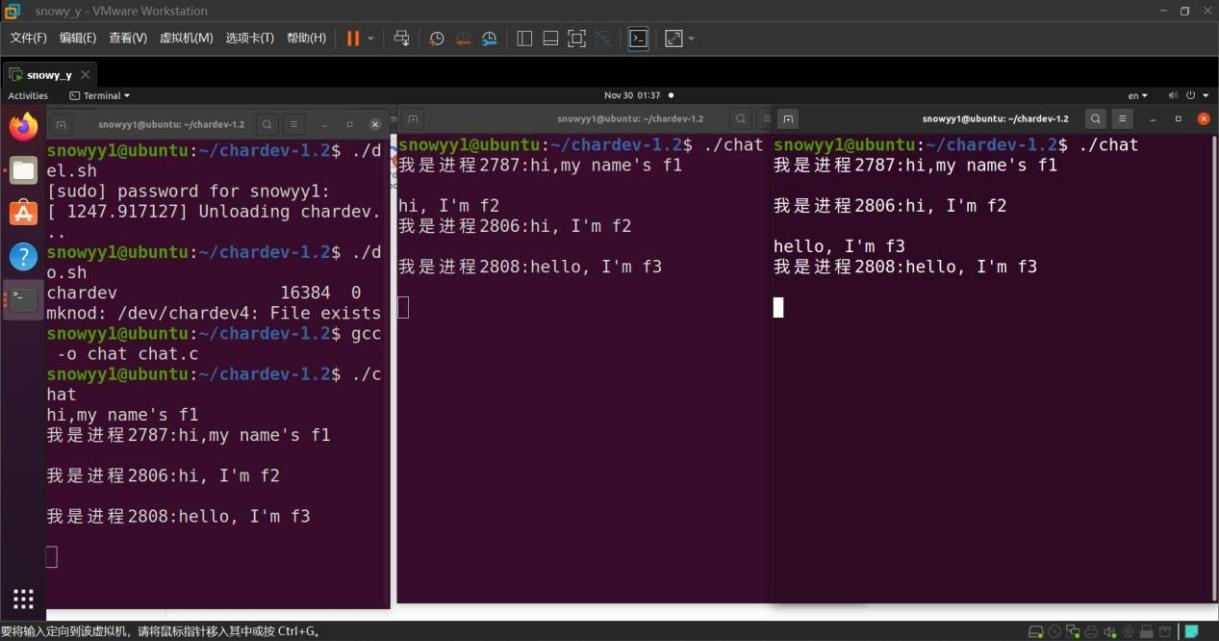 snowy_y - VMware Workstation
文件(F) 编辑(E) 查看(V) 虚拟机(M) 选项卡(T) 帮助(H)
snowy_y
Activities Terminal Nov 30 01:37 en
snowyy1@ubuntu: ~/chardev-1.2
snowyy1@ubuntu:~/chardev-1.2$ ./d
el.sh
[sudo] password for snowyy1:
[ 1247.917127] Unloading chardev.
..
snowyy1@ubuntu:~/chardev-1.2$ ./d
o.sh
chardev 16384 0
mknod: /dev/chardev4: File exists
snowyy1@ubuntu:~/chardev-1.2$ gcc
-o chat chat.c
snowyy1@ubuntu:~/chardev-1.2$ ./c
hat
hi,my name's f1
我是进程2787:hi,my name's f1
我是进程2806:hi, I'm f2
我是进程2808:hello, I'm f3
snowyy1@ubuntu: ~/chardev-1.2
snowyy1@ubuntu:~/chardev-1.2$ ./chat
我是进程2787:hi,my name's f1
hi, I'm f2
我是进程2806:hi, I'm f2
我是进程2808:hello, I'm f3
snowyy1@ubuntu: ~/chardev-1.2
snowyy1@ubuntu:~/chardev-1.2$ ./chat
我是进程2787:hi,my name's f1
我是进程2806:hi, I'm f2
hello, I'm f3
我是进程2808:hello, I'm f3
要将输入定向到该虚拟机，请将鼠标指针移入其中或按 Ctrl+G。